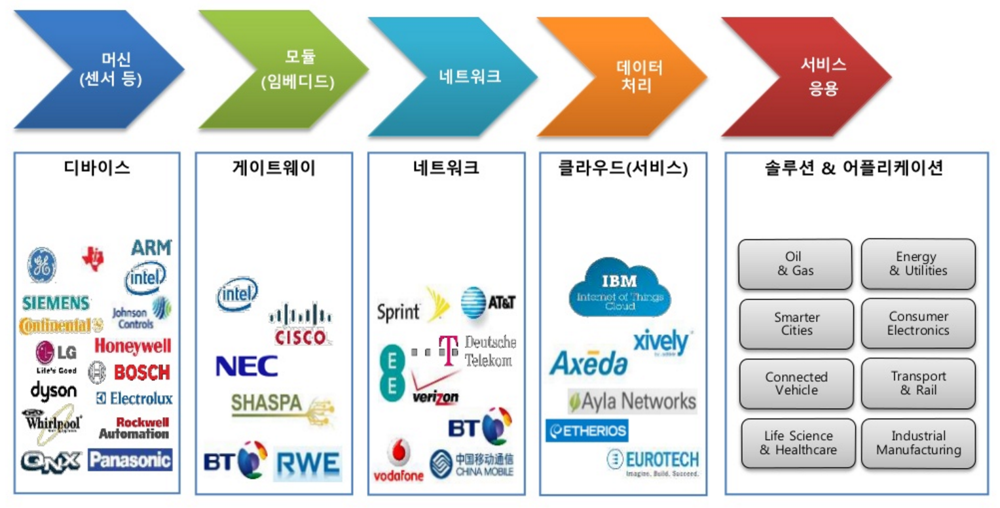 머신
(센서 등)
모듈
(임베디드)
네트워크
데이터
처리
서비스
응용
디바이스
ARM
intel
SIEMENS
Johnson
Controls
Continental
LG
Life's Good
Honeywell
BOSCH
dyson
Electrolux
Whirlpool
Rockwell
Automation
QNX
Panasonic
게이트웨이
intel
CISCO
NEC
SHASPA
BT
RWE
네트워크
Sprint
AT&T
EE
T
Deutsche
Telekom
verizon
BT
vodafone
中国移动通信
CHINA MOBILE
클라우드(서비스)
IBM
Internet of Things
Cloud
xively
Axeda
Ayla Networks
ETHERIOS
EUROTECH
Imagine. Build. Succeed.
솔루션 & 어플리케이션
Oil
& Gas
Energy
& Utilities
Smarter
Cities
Consumer
Electronics
Connected
Vehicle
Transport
& Rail
Life Science
& Healthcare
Industrial
Manufacturing